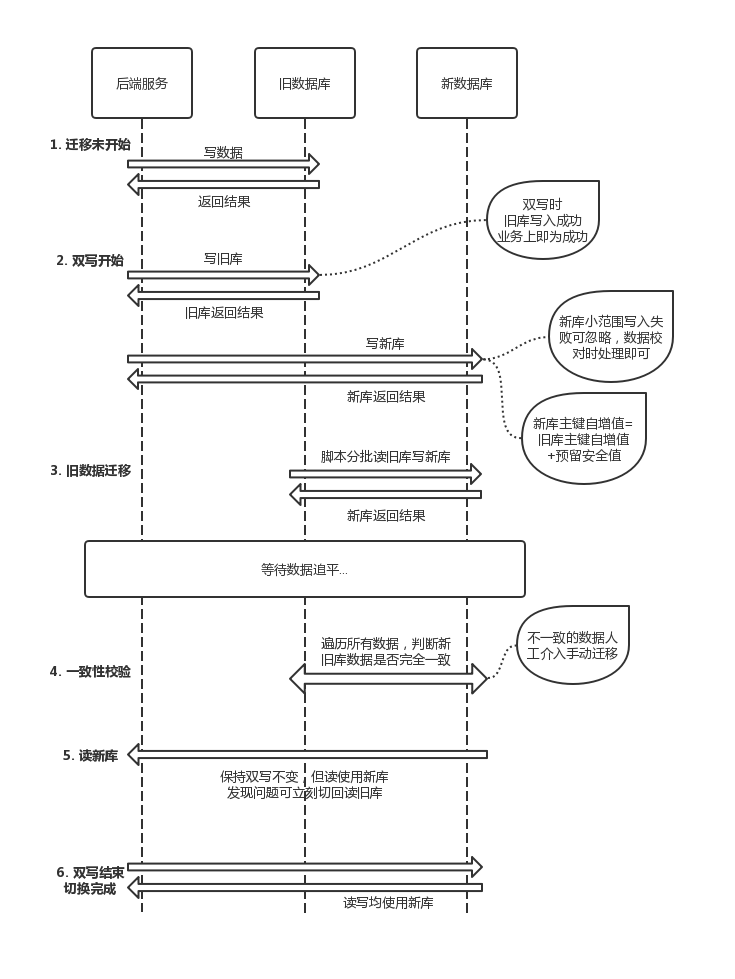 后端服务
旧数据库
新数据库
1. 迁移未开始
写数据
返回结果
双写时
旧库写入成功
业务上即为成功
2. 双写开始
写旧库
旧库返回结果
新库小范围写入失
败可忽略，数据校
对时处理即可
写新库
新库返回结果
新库主键自增值=
旧库主键自增值
+预留安全值
3. 旧数据迁移
脚本分批读旧库写新库
新库返回结果
等待数据追平...
不一致的数据人
工介入手动迁移
4. 一致性校验
遍历所有数据，判断新
旧库数据是否完全一致
5. 读新库
保持双写不变，但读使用新库
发现问题可立刻切回读旧库
6. 双写结束
切换完成
读写均使用新库